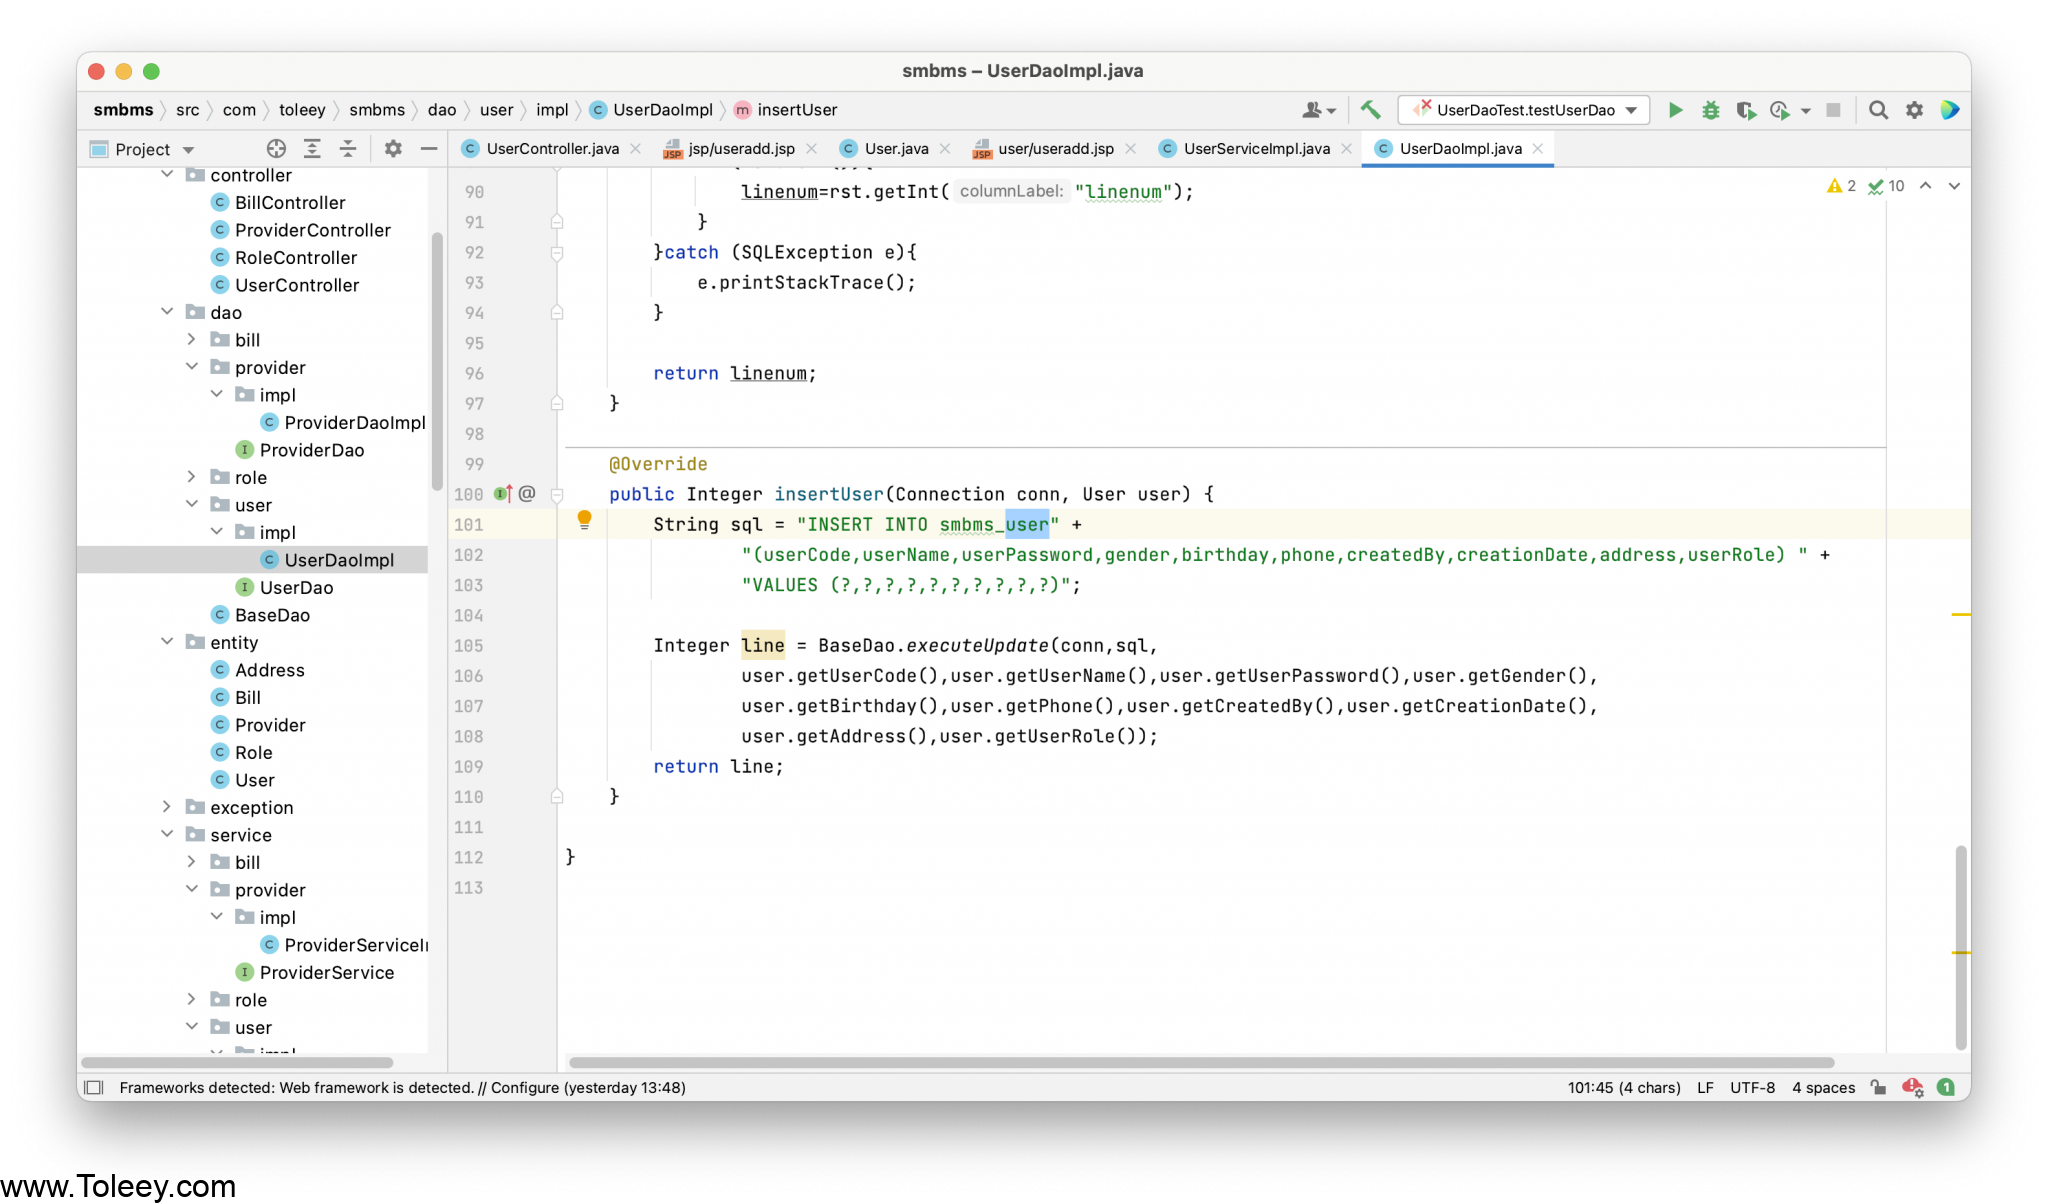 smbms – UserDaoImpl.java
smbms src com toleey smbms dao user impl UserDaoImpl insertUser
UserDaoTest.testUserDao
Project
UserController.java jsp/useradd.jsp User.java user/useradd.jsp UserServiceImpl.java UserDaoImpl.java
controller
BillController
ProviderController
RoleController
UserController
dao
bill
provider
impl
ProviderDaoImpl
ProviderDao
role
user
impl
UserDaoImpl
UserDao
BaseDao
entity
Address
Bill
Provider
Role
User
exception
service
bill
provider
impl
ProviderServiceI
ProviderService
role
user
impl
2 10
90 linenum=rst.getInt( columnLabel: "linenum");
91 }
92 }catch (SQLException e){
93 e.printStackTrace();
94 }
95
96 return linenum;
97 }
98
99 @Override
100 @ public Integer insertUser(Connection conn, User user) {
101 String sql = "INSERT INTO smbms_user" +
102 "(userCode,userName,userPassword,gender,birthday,phone,createdBy,creationDate,address,userRole) " +
103 "VALUES (?,?,?,?,?,?,?,?,?,?)";
104
105 Integer line = BaseDao.executeUpdate(conn,sql,
106 user.getUserCode(),user.getUserName(),user.getUserPassword(),user.getGender(),
107 user.getBirthday(),user.getPhone(),user.getCreatedBy(),user.getCreationDate(),
108 user.getAddress(),user.getUserRole());
109 return line;
110 }
111
112 }
113
Frameworks detected: Web framework is detected. // Configure (yesterday 13:48)
101:45 (4 chars) LF UTF-8 4 spaces 1
www.Toleey.com